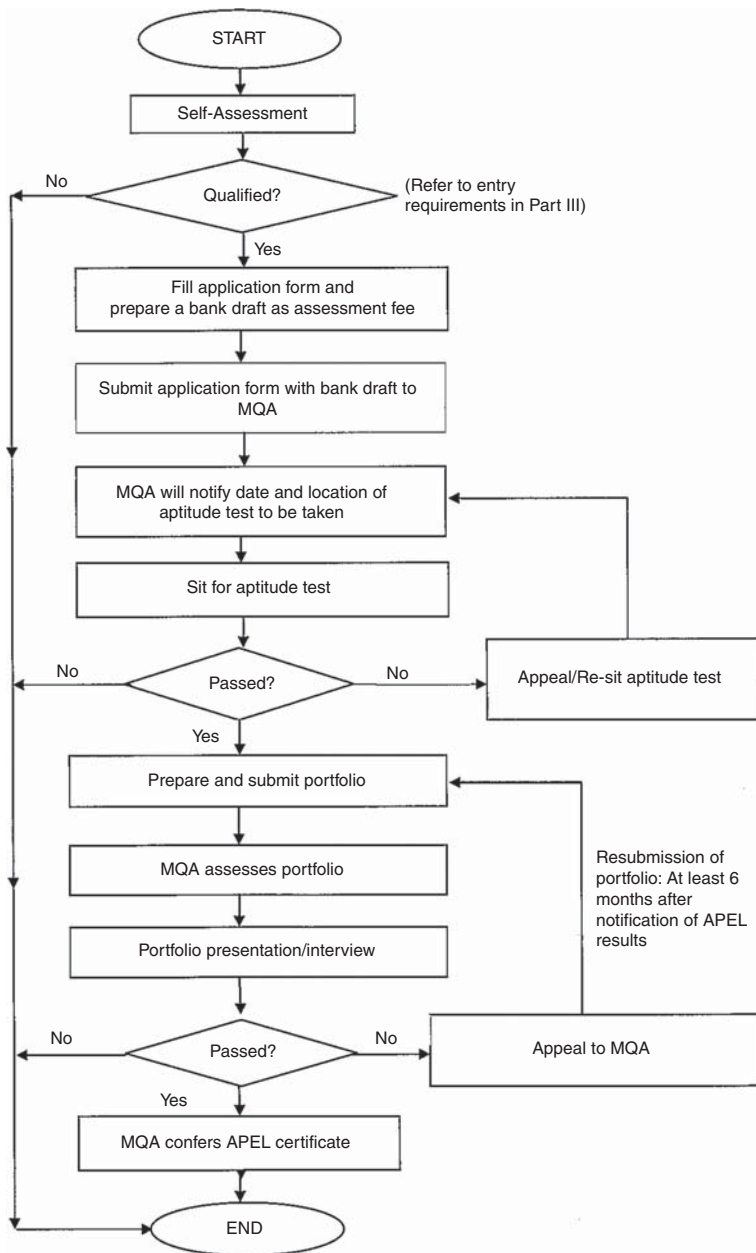 START
Self-Assessment
No
Qualified?
(Refer to entry
requirements in Part III)
Yes
Fill application form and
prepare a bank draft as assessment fee
Submit application form with bank draft to
MQA
MQA will notify date and location of
aptitude test to be taken
Sit for aptitude test
No
Passed?
No
Appeal/Re-sit aptitude test
Yes
Prepare and submit portfolio
MQA assesses portfolio
Resubmission of
portfolio: At least 6
months after
notification of APEL
results
Portfolio presentation/interview
No
Passed?
No
Appeal to MQA
Yes
MQA confers APEL certificate
END